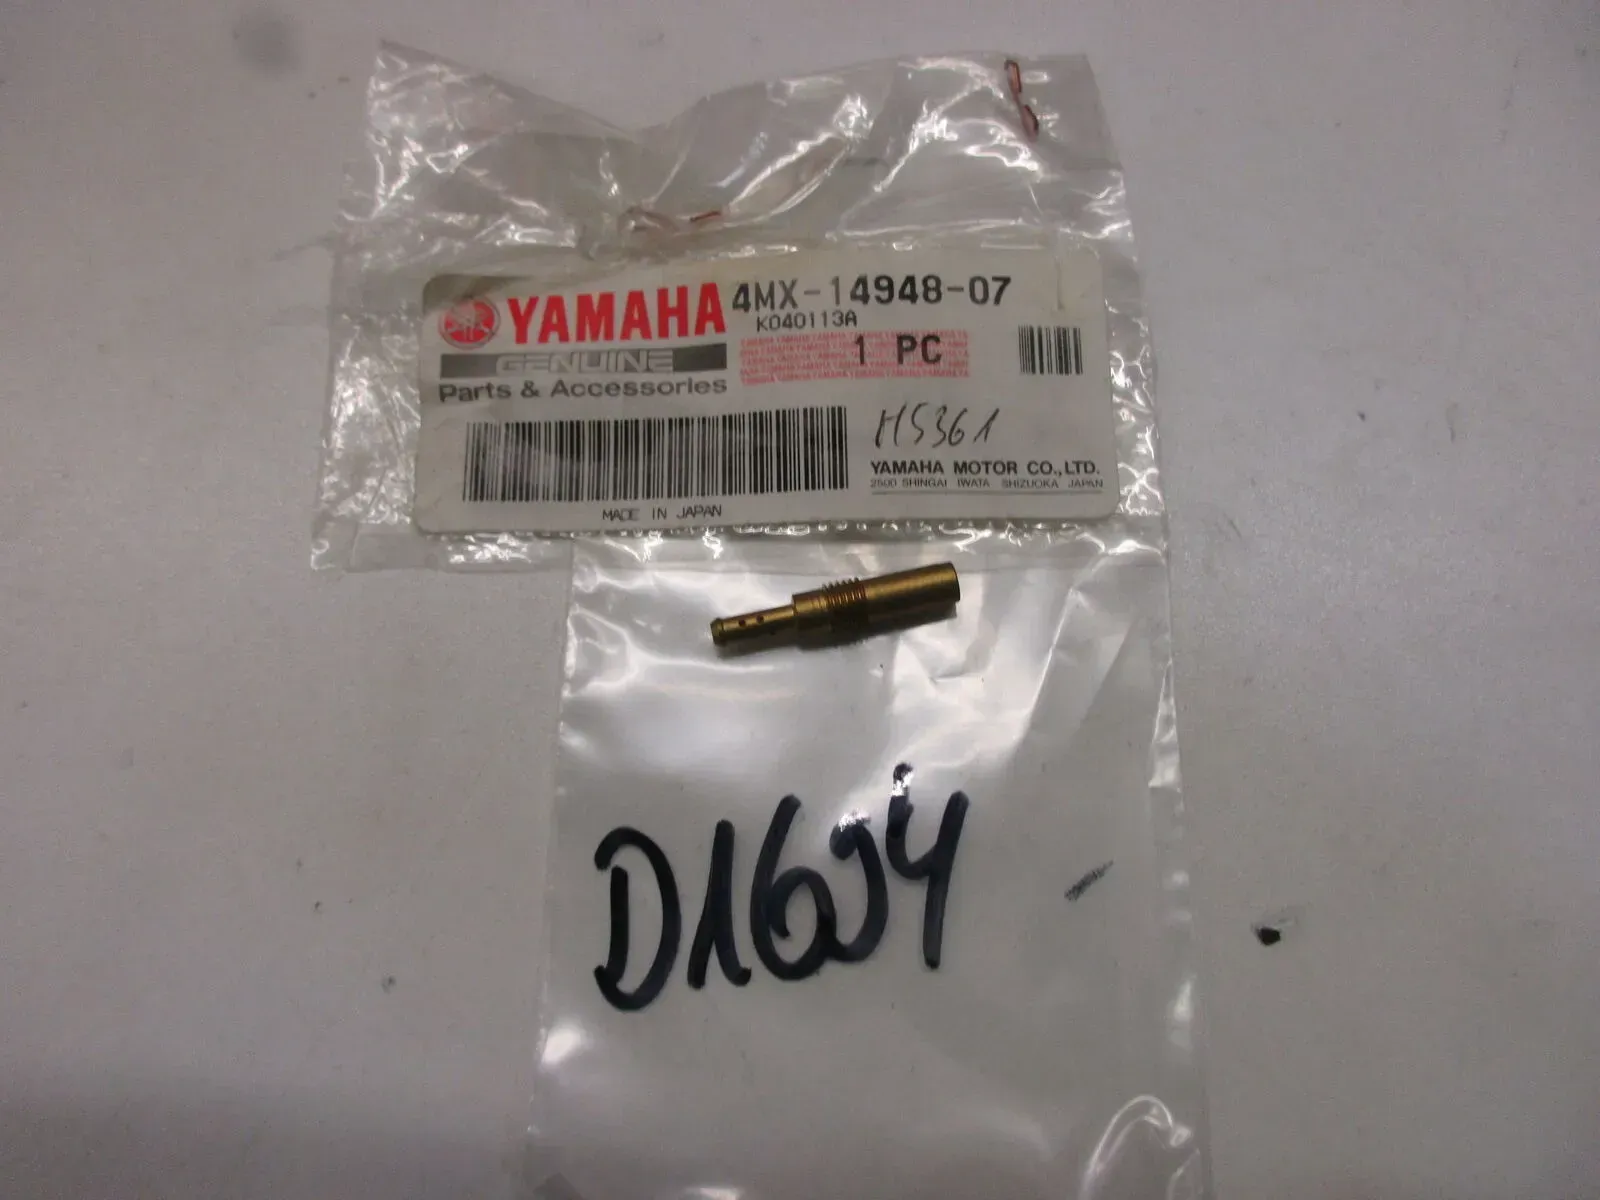 YAMAHA 4MX-14948-07
K040113A
GENUINE
1 PC
Parts & Accessories
H5361
YAMAHA MOTOR CO.,LTD.
2500 SHINGAI IWATA SHIZUOKA JAPAN
MADE IN JAPAN